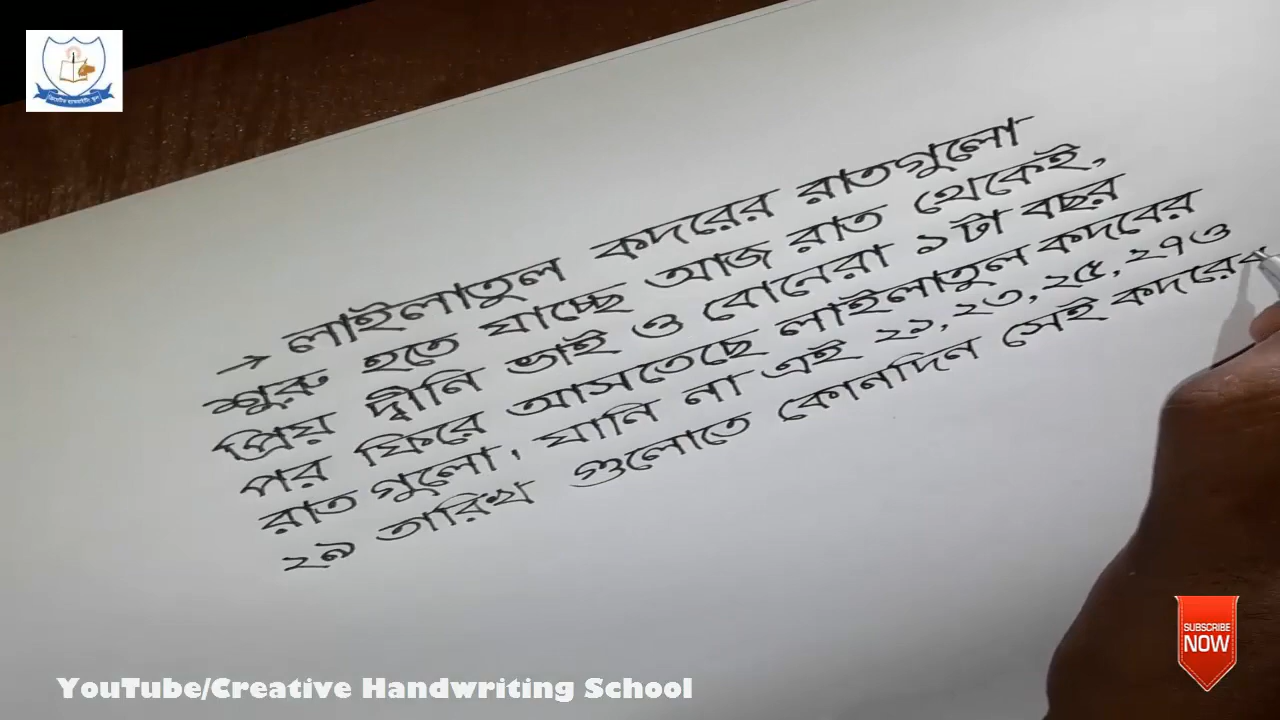 → লাইলাতুল কদরের রাতগুলো
শুরু হতে যাচ্ছে আজ রাত থেকেই,
প্রিয় দ্বীনি ভাই ও বোনেরা ১টা বছর
পর ফিরে আসতেছে লাইলাতুল কদবের
রাত গুলো, যানি না এই ২১,২৩,২৫,২৭ও
২৯ তারিখ গুলোতে কোনদিন সেই কদরের
YouTube/Creative Handwriting School
SUBSCRIBE
NOW